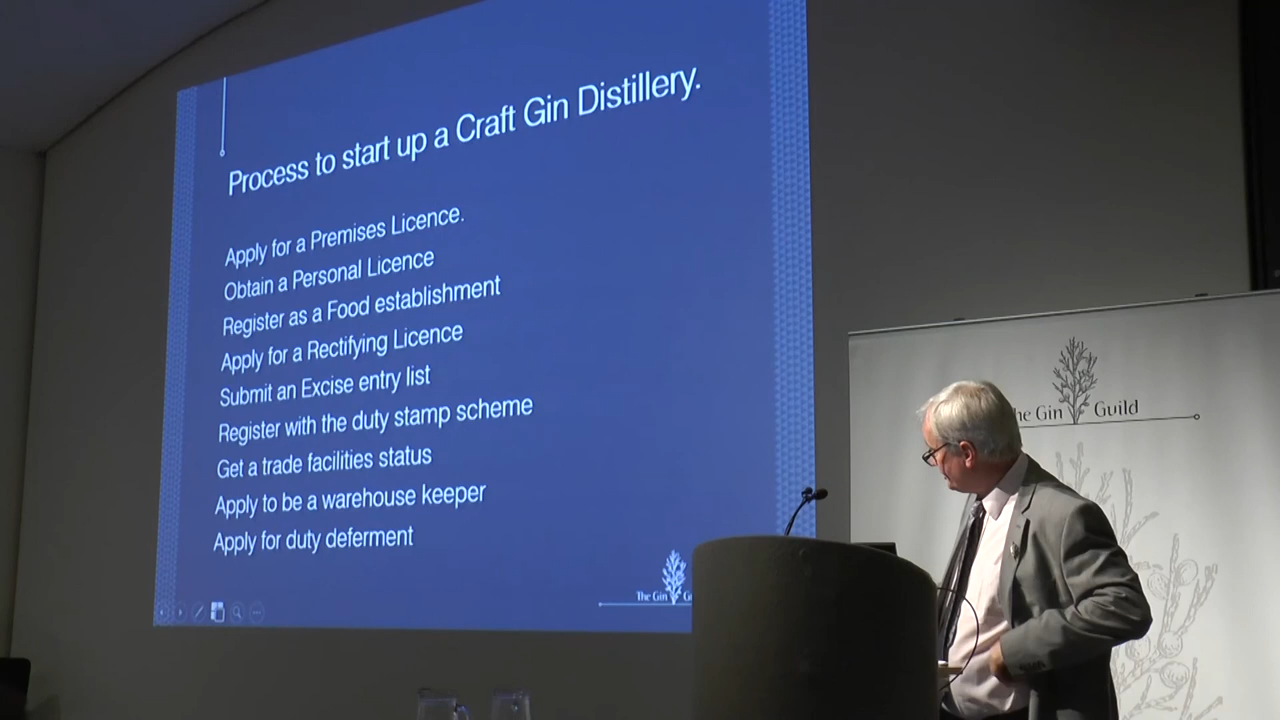 Process to start up a Craft Gin Distillery.
Apply for a Premises Licence.
Obtain a Personal Licence
Register as a Food establishment
Apply for a Rectifying Licence
Submit an Excise entry list
Register with the duty stamp scheme
Get a trade facilities status
Apply to be a warehouse keeper
Apply for duty deferment
The Gin
he Gin Guild